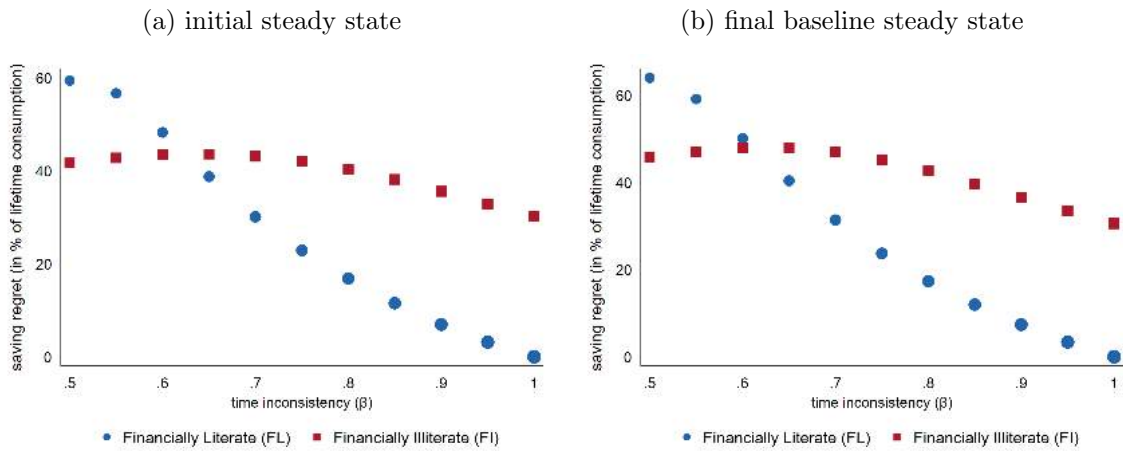 (a) initial steady state
saving regret (in % of lifetime consumption)
60
40
20
0
.5 .6 .7 .8 .9 1
time inconsistency (β)
Financially Literate (FL) Financially Illiterate (FI)
(b) final baseline steady state
saving regret (in % of lifetime consumption)
60
40
20
0
.5 .6 .7 .8 .9 1
time inconsistency (β)
Financially Literate (FL) Financially Illiterate (FI)